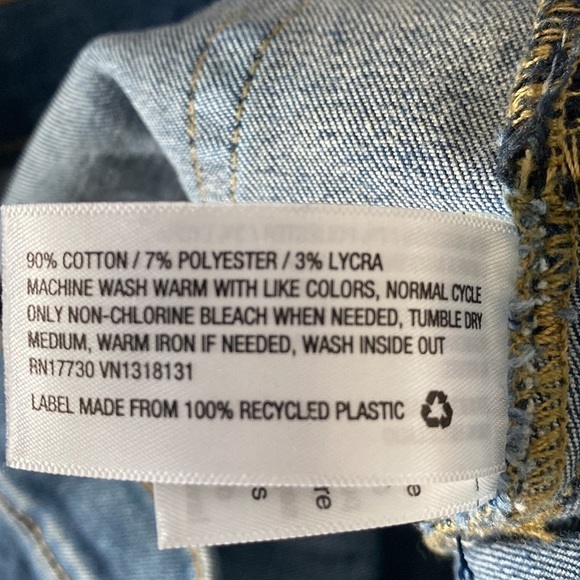 90% COTTON / 7% POLYESTER / 3% LYCRA
MACHINE WASH WARM WITH LIKE COLORS, NORMAL CYCLE
ONLY NON-CHLORINE BLEACH WHEN NEEDED, TUMBLE DRY
MEDIUM, WARM IRON IF NEEDED, WASH INSIDE OUT
RN17730 VN1318131
LABEL MADE FROM 100% RECYCLED PLASTIC
s
re
e